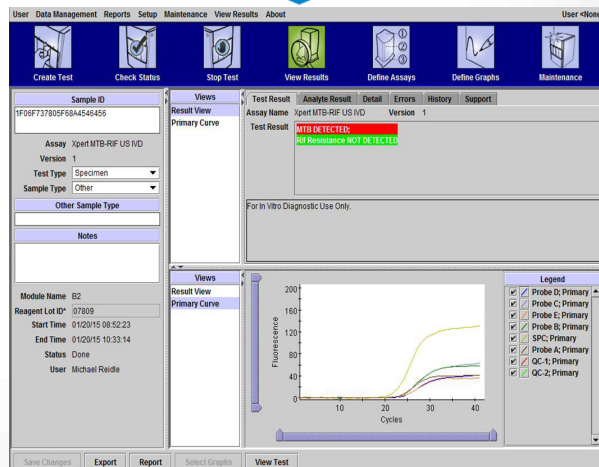 User Data Management Reports Setup Maintenance View Results About User <None
Create Test Check Status Stop Test View Results Define Assays Define Graphs Maintenance
Sample ID
1F06F737805F68A4546456
Assay Xpert MTB-RIF US IVD
Version 1
Test Type Specimen
Sample Type Other
Other Sample Type
Notes
Module Name B2
Reagent Lot ID* 07809
Start Time 01/20/15 08:52:23
End Time 01/20/15 10:33:14
Status Done
User Michael Reidle
Views
Result View
Primary Curve
Test Result Analyte Result Detail Errors History Support
Assay Name Xpert MTB-RIF US IVD Version 1
Test Result MTB DETECTED;
Rif Resistance NOT DETECTED
For In Vitro Diagnostic Use Only.
Views
Result View
Primary Curve
200
160
120
80
40
0
Fluorescence
10 20 30 40
Cycles
Legend
Probe D; Primary
Probe C; Primary
Probe E; Primary
Probe B; Primary
SPC; Primary
Probe A; Primary
QC-1; Primary
QC-2; Primary
Save Changes Export Report Select Graphs View Test